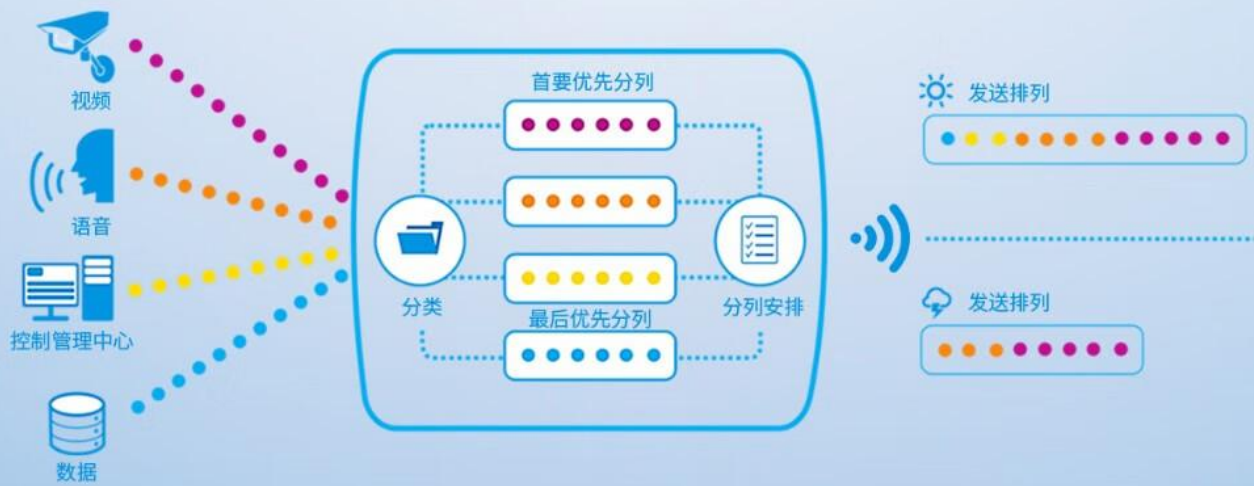 视频
语音
控制管理中心
数据
首要优先分列
分类
分列安排
最后优先分列
发送排列
发送排列